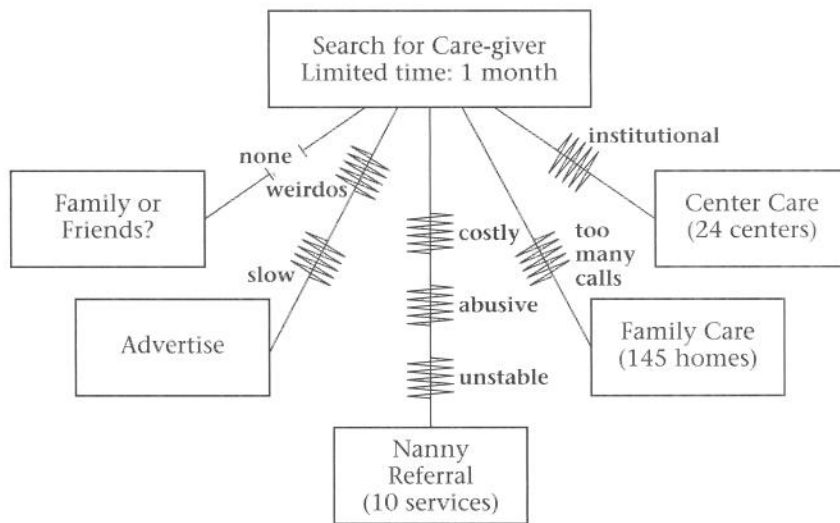 Search for Care-giver
Limited time: 1 month
institutional
none
weirdos
Family or
Friends?
costly
too
many
calls
Center Care
(24 centers)
slow
abusive
Advertise
Family Care
(145 homes)
unstable
Nanny
Referral
(10 services)